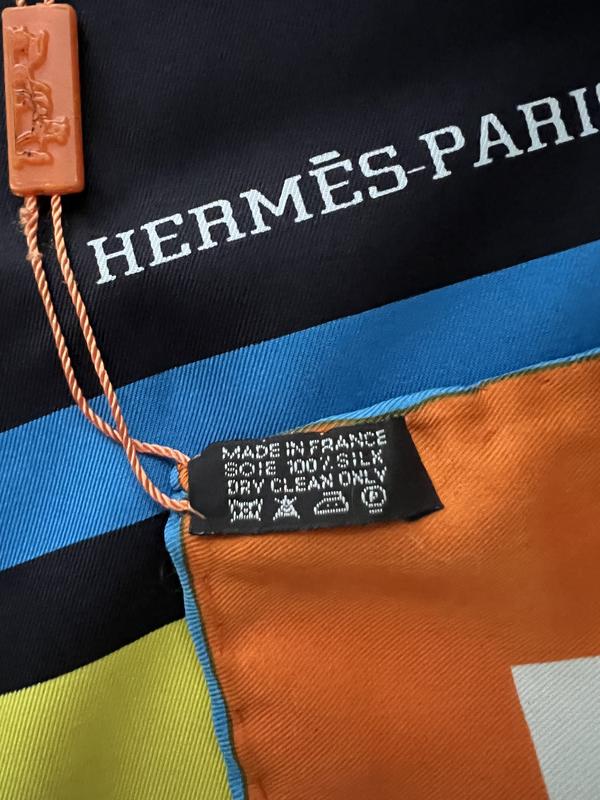 HERMÈS-PARIS
MADE IN FRANCE
SOIE 100% SILK
DRY CLEAN ONLY
P